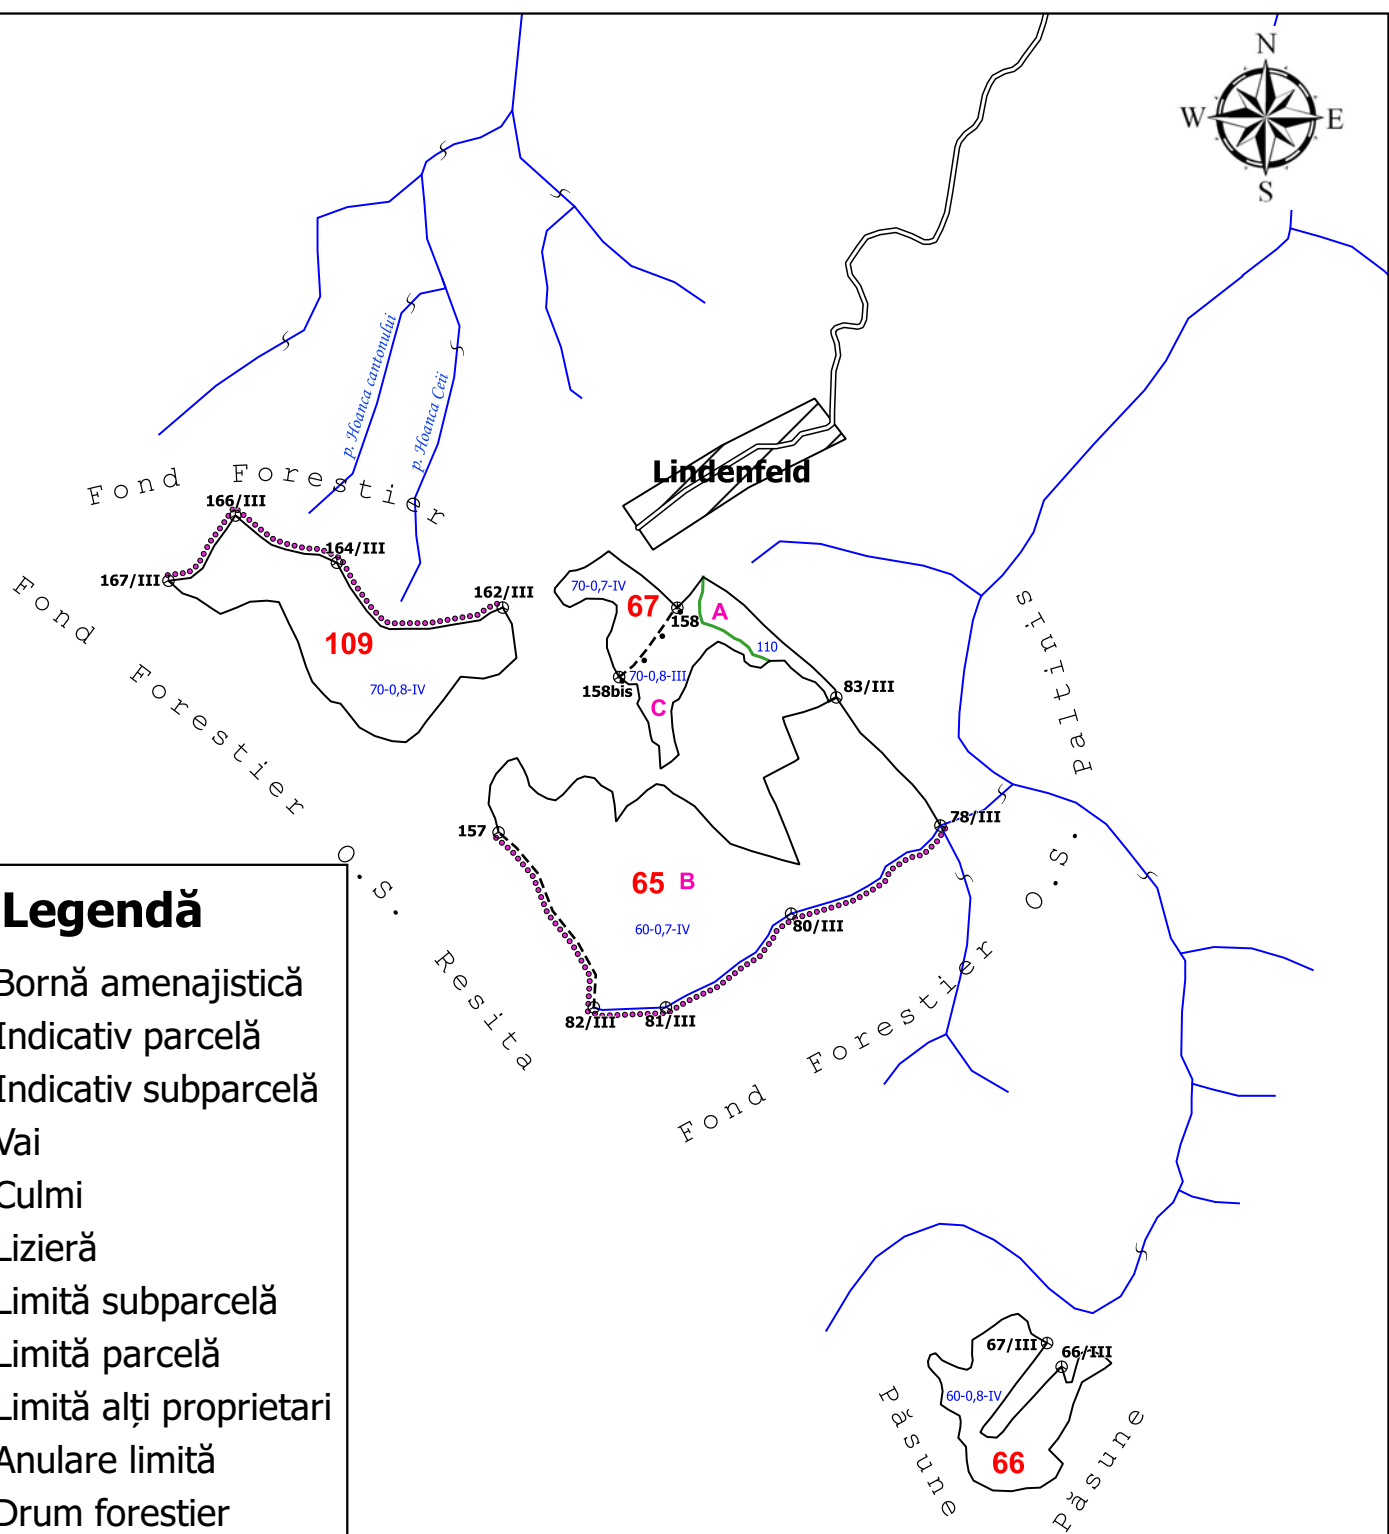 N
W
E
S
p. Hoanca cantonului
p. Hoanca Ceii
Lindenfeld
Fond Forestier
166/III
164/III
167/III
162/III
109
70-0,8-IV
Fond Forestier O.S. Resita
70-0,7-IV
67
158
A
110
158bis
70-0,8-III
C
83/III
Paltinis
157
78/III
65 B
60-0,7-IV
80/III
82/III
81/III
Fond Forestier O.S.
67/III
66/III
60-0,8-IV
66
Păsune
Păsune
Legendă
Bornă amenajistică
Indicativ parcelă
Indicativ subparcelă
Vai
Culmi
Lizieră
Limită subparcelă
Limită parcelă
Limită alți proprietari
Anulare limită
Drum forestier